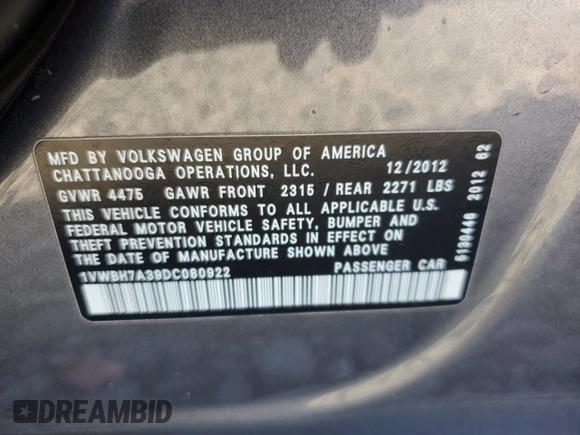 MFD BY VOLKSWAGEN GROUP OF AMERICA
CHATTANOOGA OPERATIONS, LLC. 12/2012
GVWR 4475 GAWR FRONT 2315 / REAR 2271 LBS
THIS VEHICLE CONFORMS TO ALL APPLICABLE U.S.
FEDERAL MOTOR VEHICLE SAFETY, BUMPER AND
THEFT PREVENTION STANDARDS IN EFFECT ON
THE DATE OF MANUFACTURE SHOWN ABOVE
1VWBH7A39DC080922 PASSENGER CAR
2012 62
DREAMBID